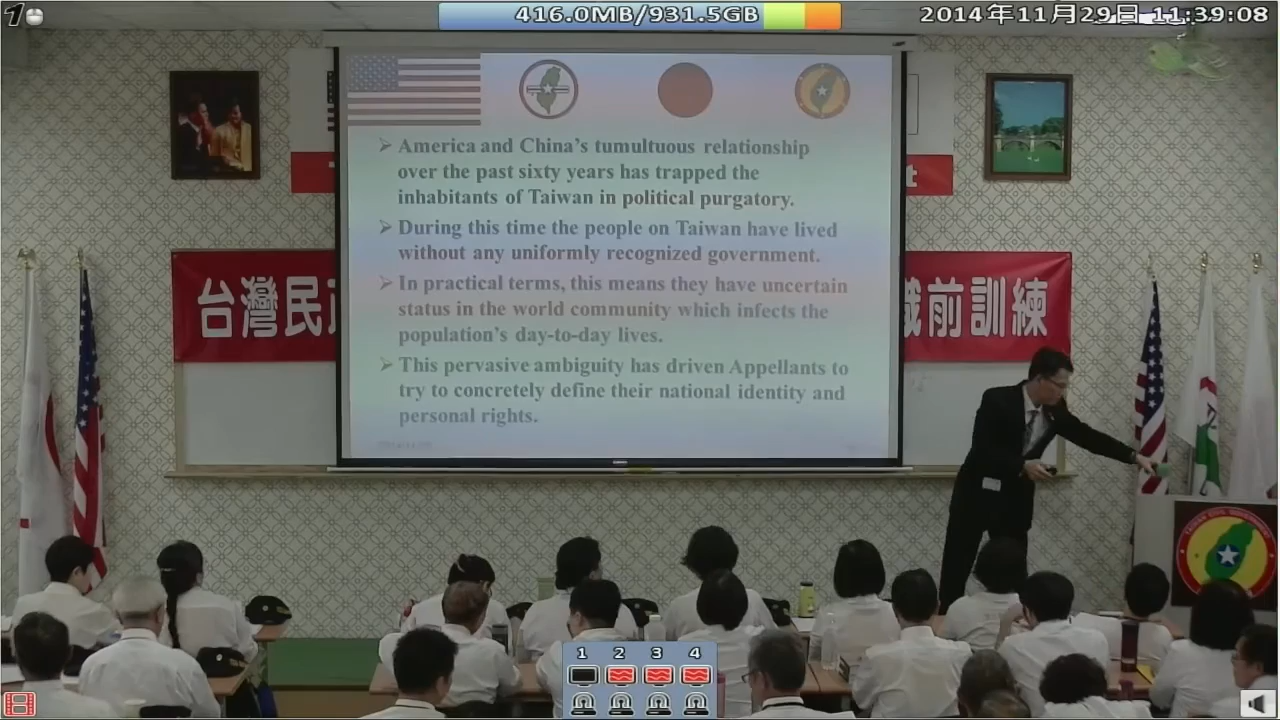 1
416.0MB/931.5GB
2014年11月29日 11:39:08
America and China's tumultuous relationship
over the past sixty years has trapped the
inhabitants of Taiwan in political purgatory.
During this time the people on Taiwan have lived
without any uniformly recognized government.
In practical terms, this means they have uncertain
status in the world community which infects the
population's day-to-day lives.
This pervasive ambiguity has driven Appellants to
try to concretely define their national identity and
personal rights.
t
台灣民
前訓練
1 2 3 4